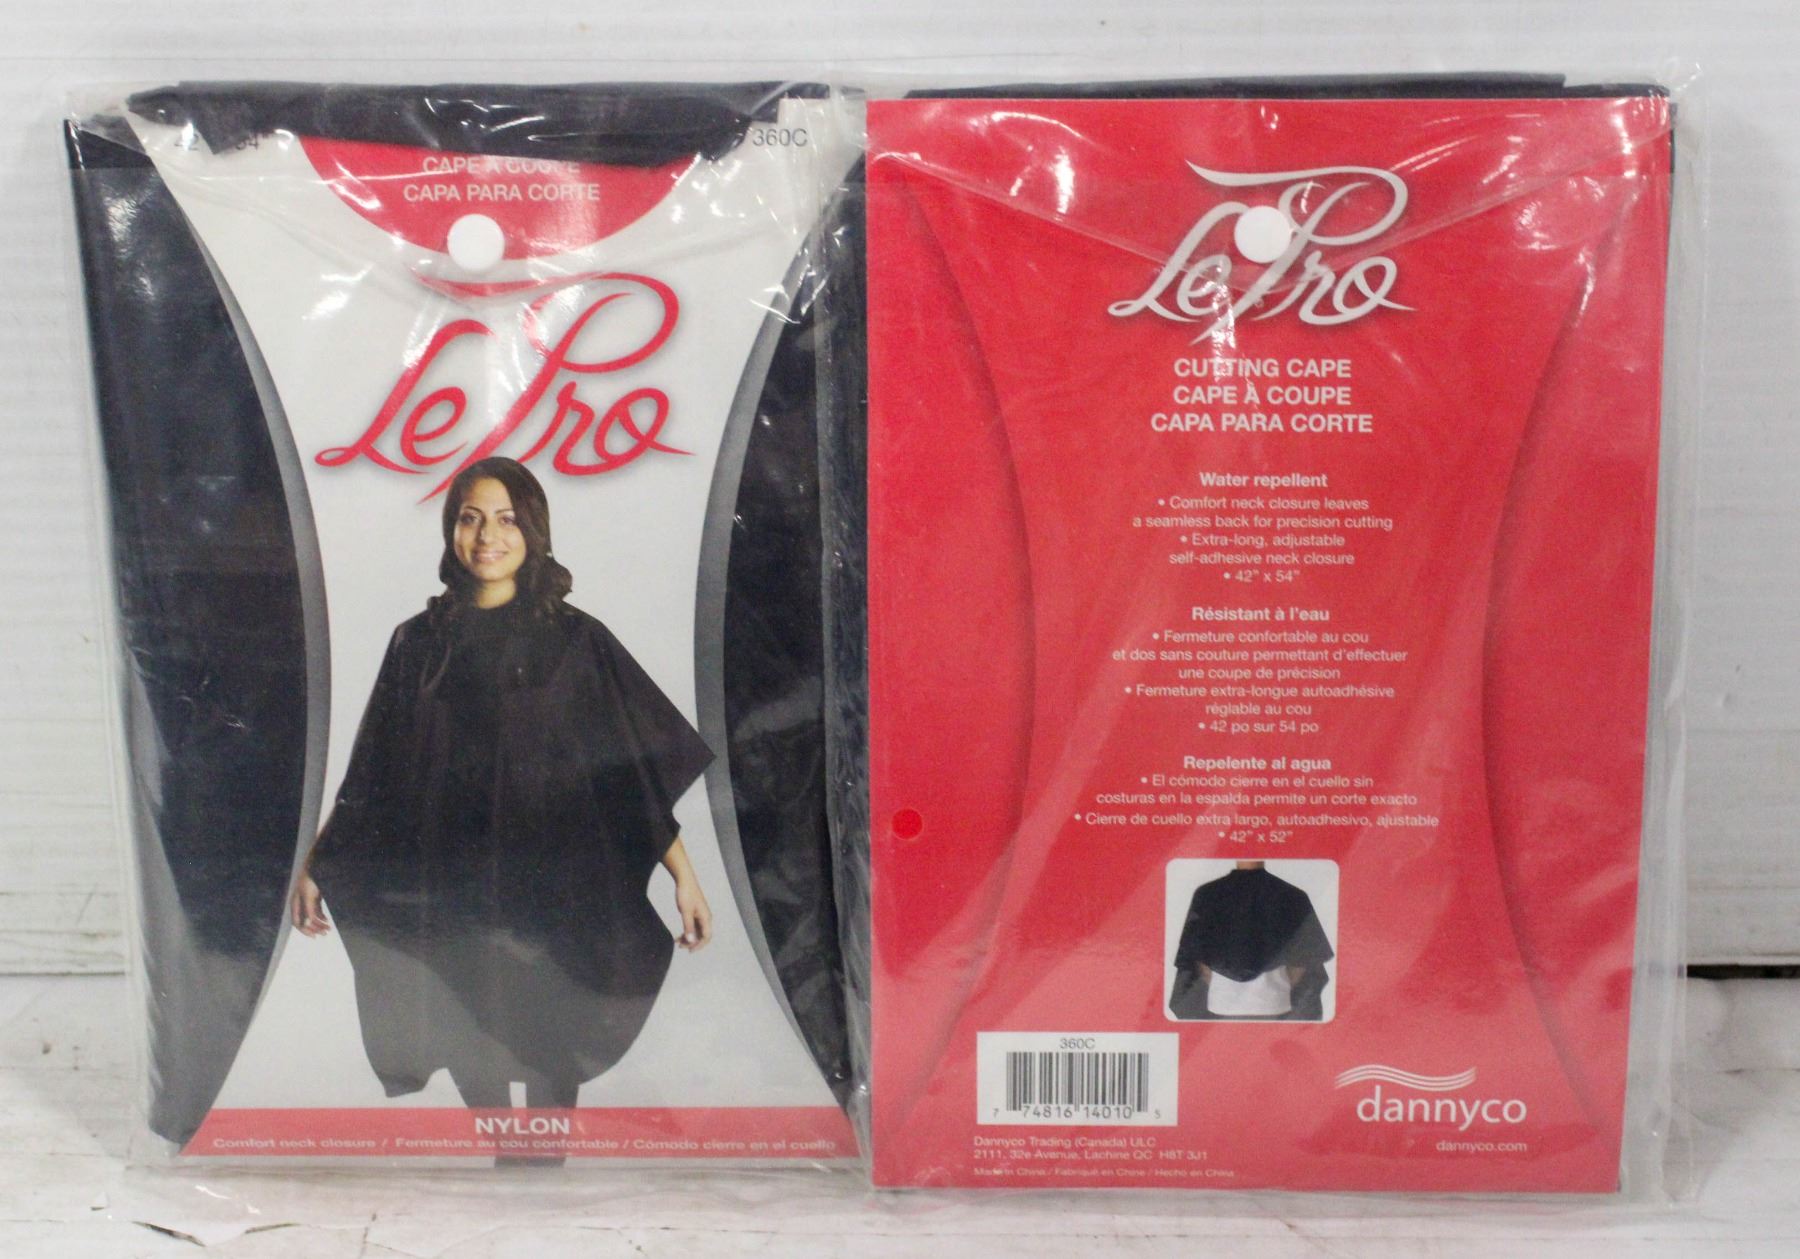 42 54"
360C
CAPE À COUPE
CAPA PARA CORTE
LePro
NYLON
Comfort neck closure / Fermeture au cou confortable / Cómodo cierre en el cuello
LePro
CUTTING CAPE
CAPE À COUPE
CAPA PARA CORTE
Water repellent
• Comfort neck closure leaves
a seamless back for precision cutting
• Extra-long, adjustable
self-adhesive neck closure
• 42" x 54"
Résistant à l'eau
• Fermeture confortable au cou
et dos sans couture permettant d'effectuer
une coupe de précision
• Fermeture extra-longue autoadhésive
réglable au cou
• 42 po sur 54 po
Repelente al agua
• El cómodo cierre en el cuello sin
costuras en la espalda permite un corte exacto
• Cierre de cuello extra largo, autoadhesivo, ajustable
• 42" x 52"
360C
7 74816 14010 5
dannyco
dannyco.com
Dannyco Trading (Canada) ULC
2111, 32e Avenue, Lachine QC H8T 3J1
Made in China / Fabriqué en Chine / Hecho en China